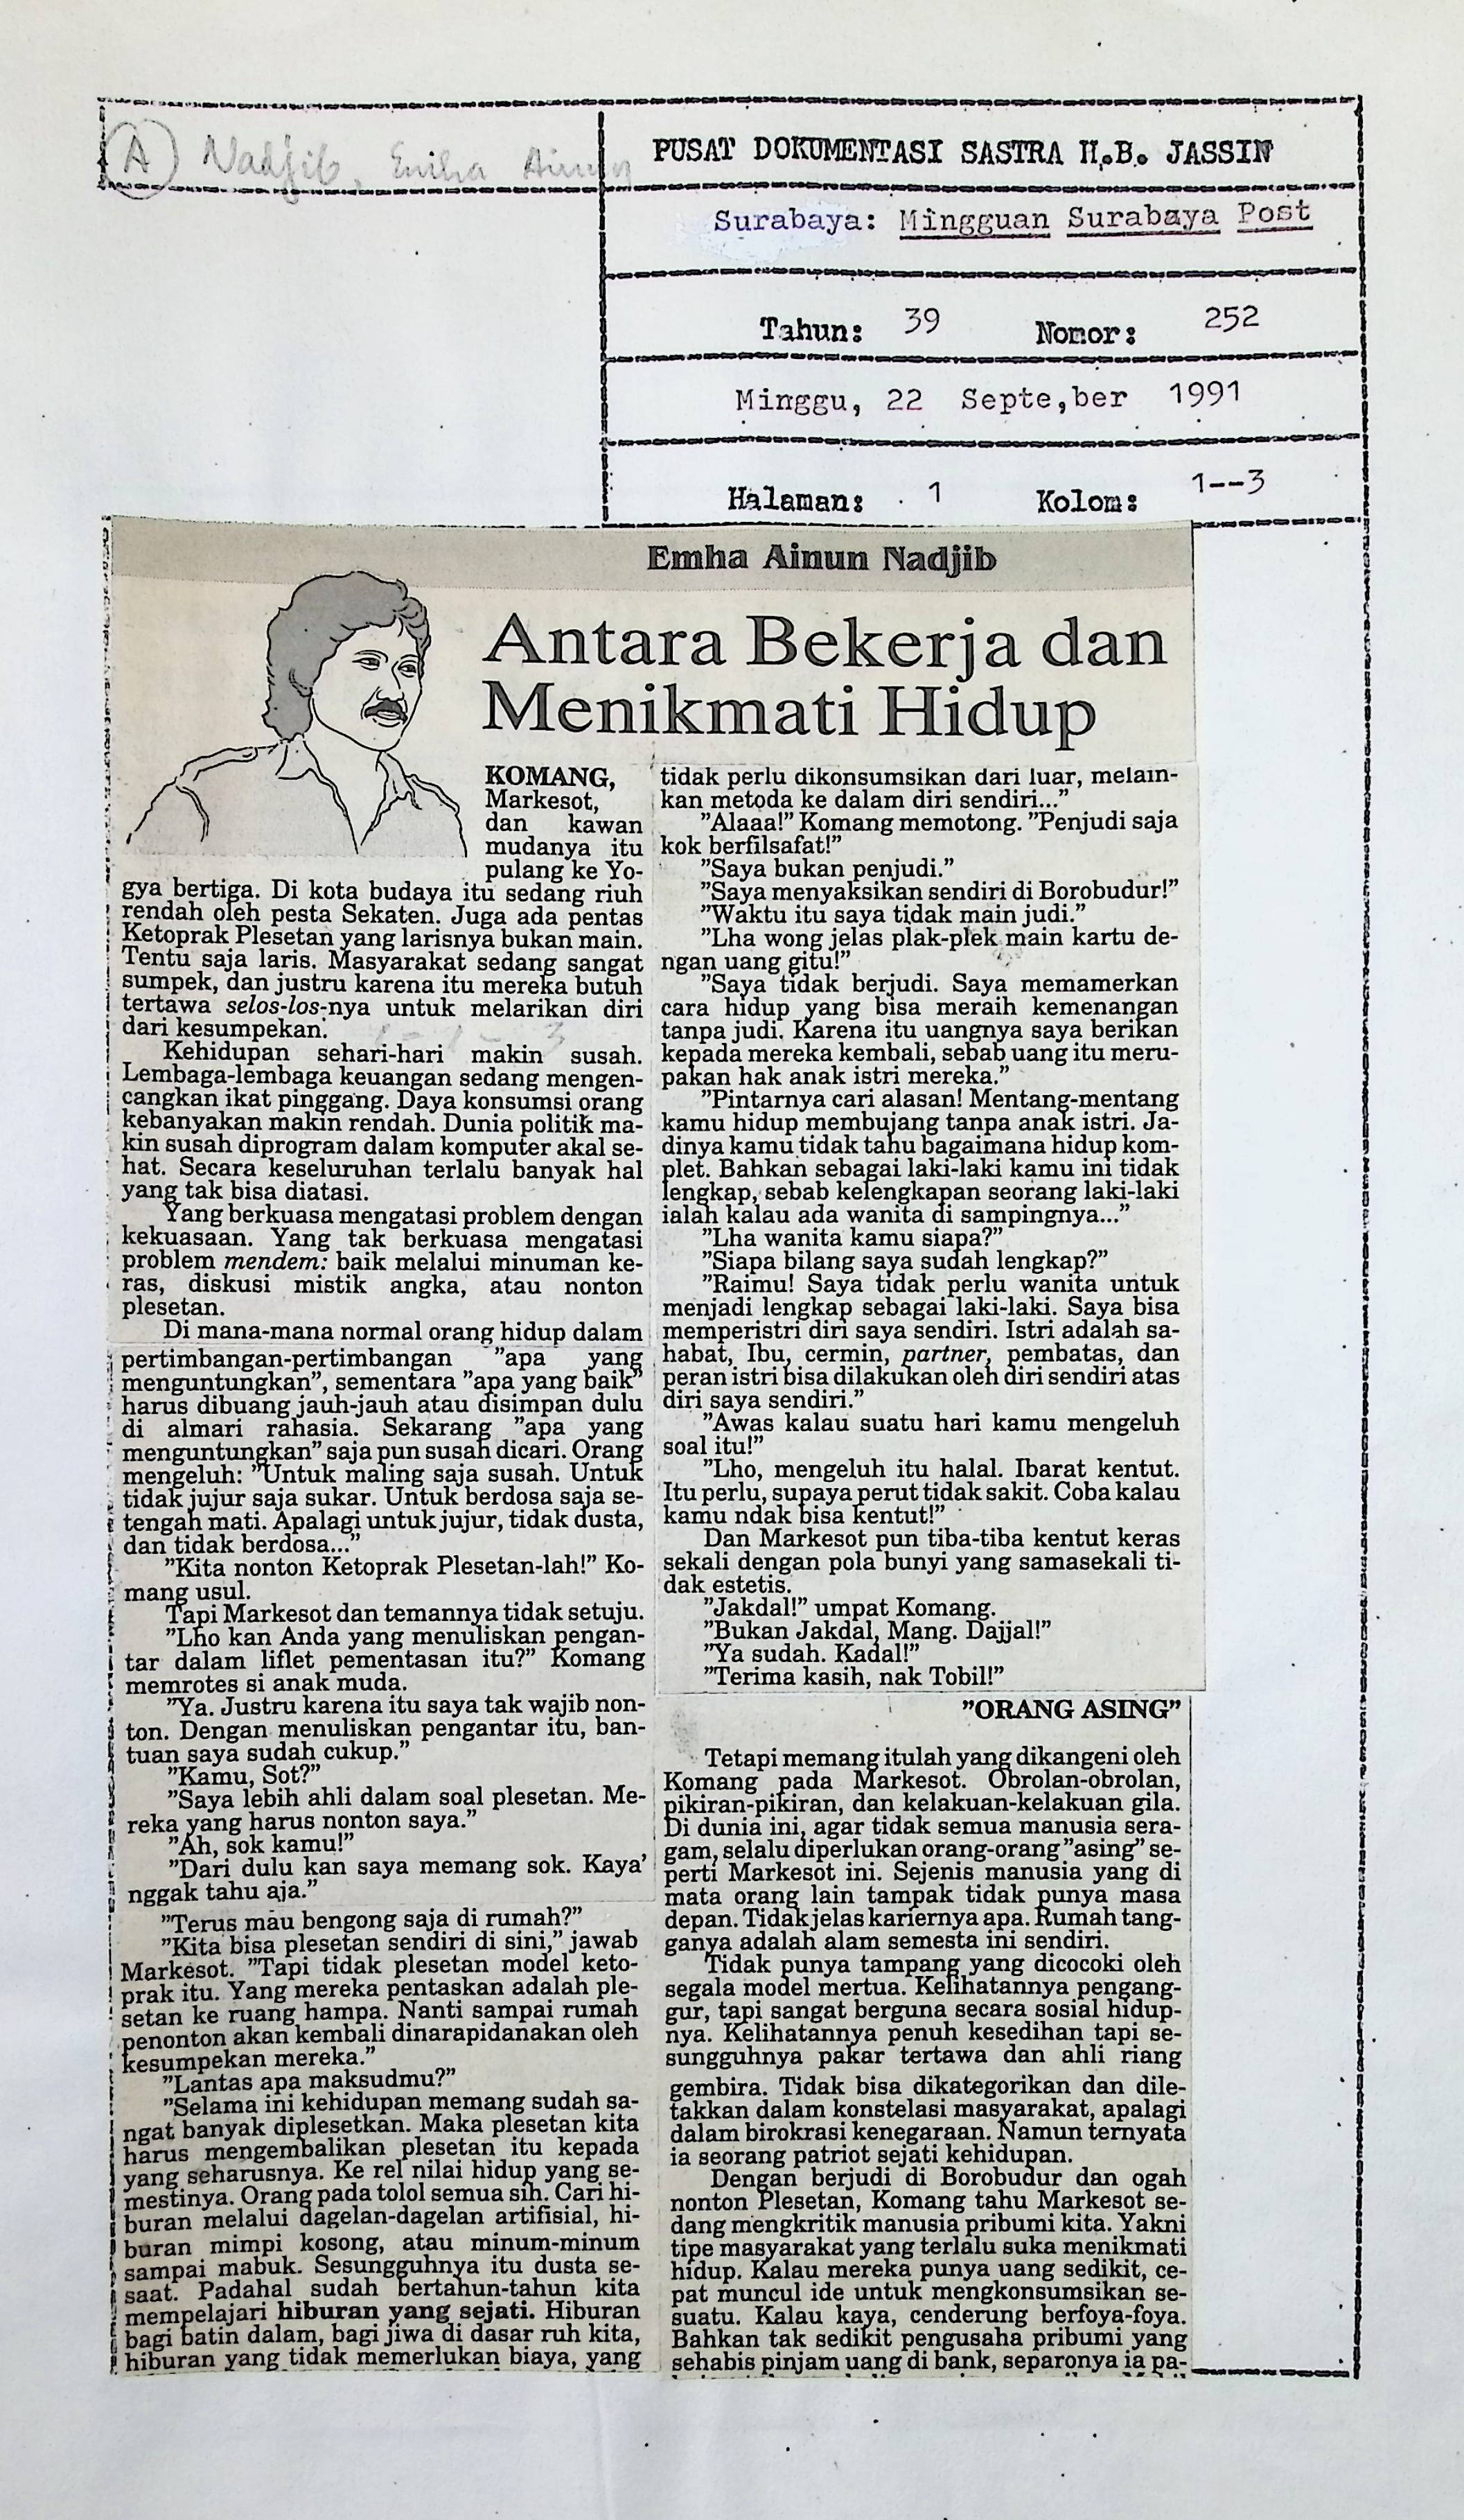 (A) Nadjib, Emha Ainun
PUSAT DOKUMENTASI SASTRA H.B. JASSIN
Surabaya: Mingguan Surabaya Post
Tahun: 39 Nomor: 252
Minggu, 22 Septe,ber 1991
Halaman: . 1 Kolom: 1--3
Emha Ainun Nadjib
Antara Bekerja dan
Menikmati Hidup
KOMANG,
Markesot,
dan kawan
mudanya itu
pulang ke Yo-
gya bertiga. Di kota budaya itu sedang riuh
rendah oleh pesta Sekaten. Juga ada pentas
Ketoprak Plesetan yang larisnya bukan main.
Tentu saja laris. Masyarakat sedang sangat
sumpek, dan justru karena itu mereka butuh
tertawa selos-los-nya untuk melarikan diri
dari kesumpekan.
Kehidupan sehari-hari makin susah.
Lembaga-lembaga keuangan sedang mengen-
cangkan ikat pinggang. Daya konsumsi orang
kebanyakan makin rendah. Dunia politik ma-
kin susah diprogram dalam komputer akal se-
hat. Secara keseluruhan terlalu banyak hal
yang tak bisa diatasi.
Yang berkuasa mengatasi problem dengan
kekuasaan. Yang tak berkuasa mengatasi
problem mendem: baik melalui minuman ke-
ras, diskusi mistik angka, atau nonton
plesetan.
Di mana-mana normal orang hidup dalam
pertimbangan-pertimbangan ”apa yang
menguntungkan”, sementara ”apa yang baik”
harus dibuang jauh-jauh atau disimpan dulu
di almari rahasia. Sekarang ”apa yang
menguntungkan” saja pun susah dicari. Orang
mengeluh: ”Untuk maling saja susah. Untuk
tidak jujur saja sukar. Untuk berdosa saja se-
tengah mati. Apalagi untuk jujur, tidak dusta,
dan tidak berdosa...”
”Kita nonton Ketoprak Plesetan-lah!” Ko-
mang usul.
Tapi Markesot dan temannya tidak setuju.
”Lho kan Anda yang menuliskan pengan-
tar dalam liflet pementasan itu?” Komang
memrotes si anak muda.
”Ya. Justru karena itu saya tak wajib non-
ton. Dengan menuliskan pengantar itu, ban-
tuan saya sudah cukup.”
”Kamu, Sot?”
”Saya lebih ahli dalam soal plesetan. Me-
reka yang harus nonton saya.”
”Ah, sok kamu!”
”Dari dulu kan saya memang sok. Kaya’
nggak tahu aja.”
”Terus mau bengong saja di rumah?”
”Kita bisa plesetan sendiri di sini,” jawab
Markesot. ”Tapi tidak plesetan model keto-
prak itu. Yang mereka pentaskan adalah ple-
setan ke ruang hampa. Nanti sampai rumah
penonton akan kembali dinarapidanakan oleh
kesumpekan mereka.”
”Lantas apa maksudmu?”
”Selama ini kehidupan memang sudah sa-
ngat banyak diplesetkan. Maka plesetan kita
harus mengembalikan plesetan itu kepada
yang seharusnya. Ke rel nilai hidup yang se-
mestinya. Orang pada tolol semua sih. Cari hi-
buran melalui dagelan-dagelan artifisial, hi-
buran mimpi kosong, atau minum-minum
sampai mabuk. Sesungguhnya itu dusta se-
saat. Padahal sudah bertahun-tahun kita
mempelajari hiburan yang sejati. Hiburan
bagi batin dalam, bagi jiwa di dasar ruh kita,
hiburan yang tidak memerlukan biaya, yang
tidak perlu dikonsumsikan dari luar, melain-
kan metoda ke dalam diri sendiri...”
”Alaaa!” Komang memotong. ”Penjudi saja
kok berfilsafat!”
”Saya bukan penjudi.”
”Saya menyaksikan sendiri di Borobudur!”
”Waktu itu saya tidak main judi.”
”Lha wong jelas plak-plek main kartu de-
ngan uang gitu!”
”Saya tidak berjudi. Saya memamerkan
cara hidup yang bisa meraih kemenangan
tanpa judi. Karena itu uangnya saya berikan
kepada mereka kembali, sebab uang itu meru-
pakan hak anak istri mereka.”
”Pintarnya cari alasan! Mentang-mentang
kamu hidup membujang tanpa anak istri. Ja-
dinya kamu tidak tahu bagaimana hidup kom-
plet. Bahkan sebagai laki-laki kamu ini tidak
lengkap, sebab kelengkapan seorang laki-laki
ialah kalau ada wanita di sampingnya...”
”Lha wanita kamu siapa?”
”Siapa bilang saya sudah lengkap?”
”Raimu! Saya tidak perlu wanita untuk
menjadi lengkap sebagai laki-laki. Saya bisa
memperistri diri saya sendiri. Istri adalah sa-
habat, Ibu, cermin, partner, pembatas, dan
peran istri bisa dilakukan oleh diri sendiri atas
diri saya sendiri.”
”Awas kalau suatu hari kamu mengeluh
soal itu!”
”Lho, mengeluh itu halal. Ibarat kentut.
Itu perlu, supaya perut tidak sakit. Coba kalau
kamu ndak bisa kentut!”
Dan Markesot pun tiba-tiba kentut keras
sekali dengan pola bunyi yang samasekali ti-
dak estetis.
”Jakdal!” umpat Komang.
”Bukan Jakdal, Mang. Dajjal!”
”Ya sudah. Kadal!”
”Terima kasih, nak Tobil!”
”ORANG ASING”
Tetapi memang itulah yang dikangeni oleh
Komang pada Markesot. Obrolan-obrolan,
pikiran-pikiran, dan kelakuan-kelakuan gila.
Di dunia ini, agar tidak semua manusia sera-
gam, selalu diperlukan orang-orang ”asing” se-
perti Markesot ini. Sejenis manusia yang di
mata orang lain tampak tidak punya masa
depan. Tidak jelas kariernya apa. Rumah tang-
ganya adalah alam semesta ini sendiri.
Tidak punya tampang yang dicocoki oleh
segala model mertua. Kelihatannya pengang-
gur, tapi sangat berguna secara sosial hidup-
nya. Kelihatannya penuh kesedihan tapi se-
sungguhnya pakar tertawa dan ahli riang
gembira. Tidak bisa dikategorikan dan dile-
takkan dalam konstelasi masyarakat, apalagi
dalam birokrasi kenegaraan. Namun ternyata
ia seorang patriot sejati kehidupan.
Dengan berjudi di Borobudur dan ogah
nonton Plesetan, Komang tahu Markesot se-
dang mengkritik manusia pribumi kita. Yakni
tipe masyarakat yang terlalu suka menikmati
hidup. Kalau mereka punya uang sedikit, ce-
pat muncul ide untuk mengkonsumsikan se-
suatu. Kalau kaya, cenderung berfoya-foya.
Bahkan tak sedikit pengusaha pribumi yang
sehabis pinjam uang di bank, separonya ia pa-